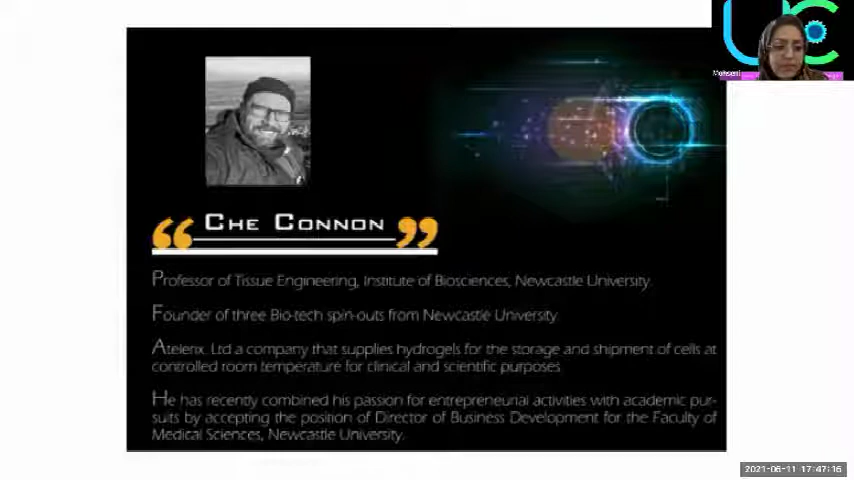 Mohseni
“ CHE CONNON ”
Professor of Tissue Engineering, Institute of Biosciences, Newcastle University
Founder of three Bio-tech spin-outs from Newcastle University
Atelerix Ltd a company that supplies hydrogels for the storage and shipment of cells at
controlled room temperature for clinical and scientific purposes
He has recently combined his passion for entrepreneurial activities with academic pur-
suits by accepting the position of Director of Business Development for the Faculty of
Medical Sciences, Newcastle University.
2021-06-11 17:47:16